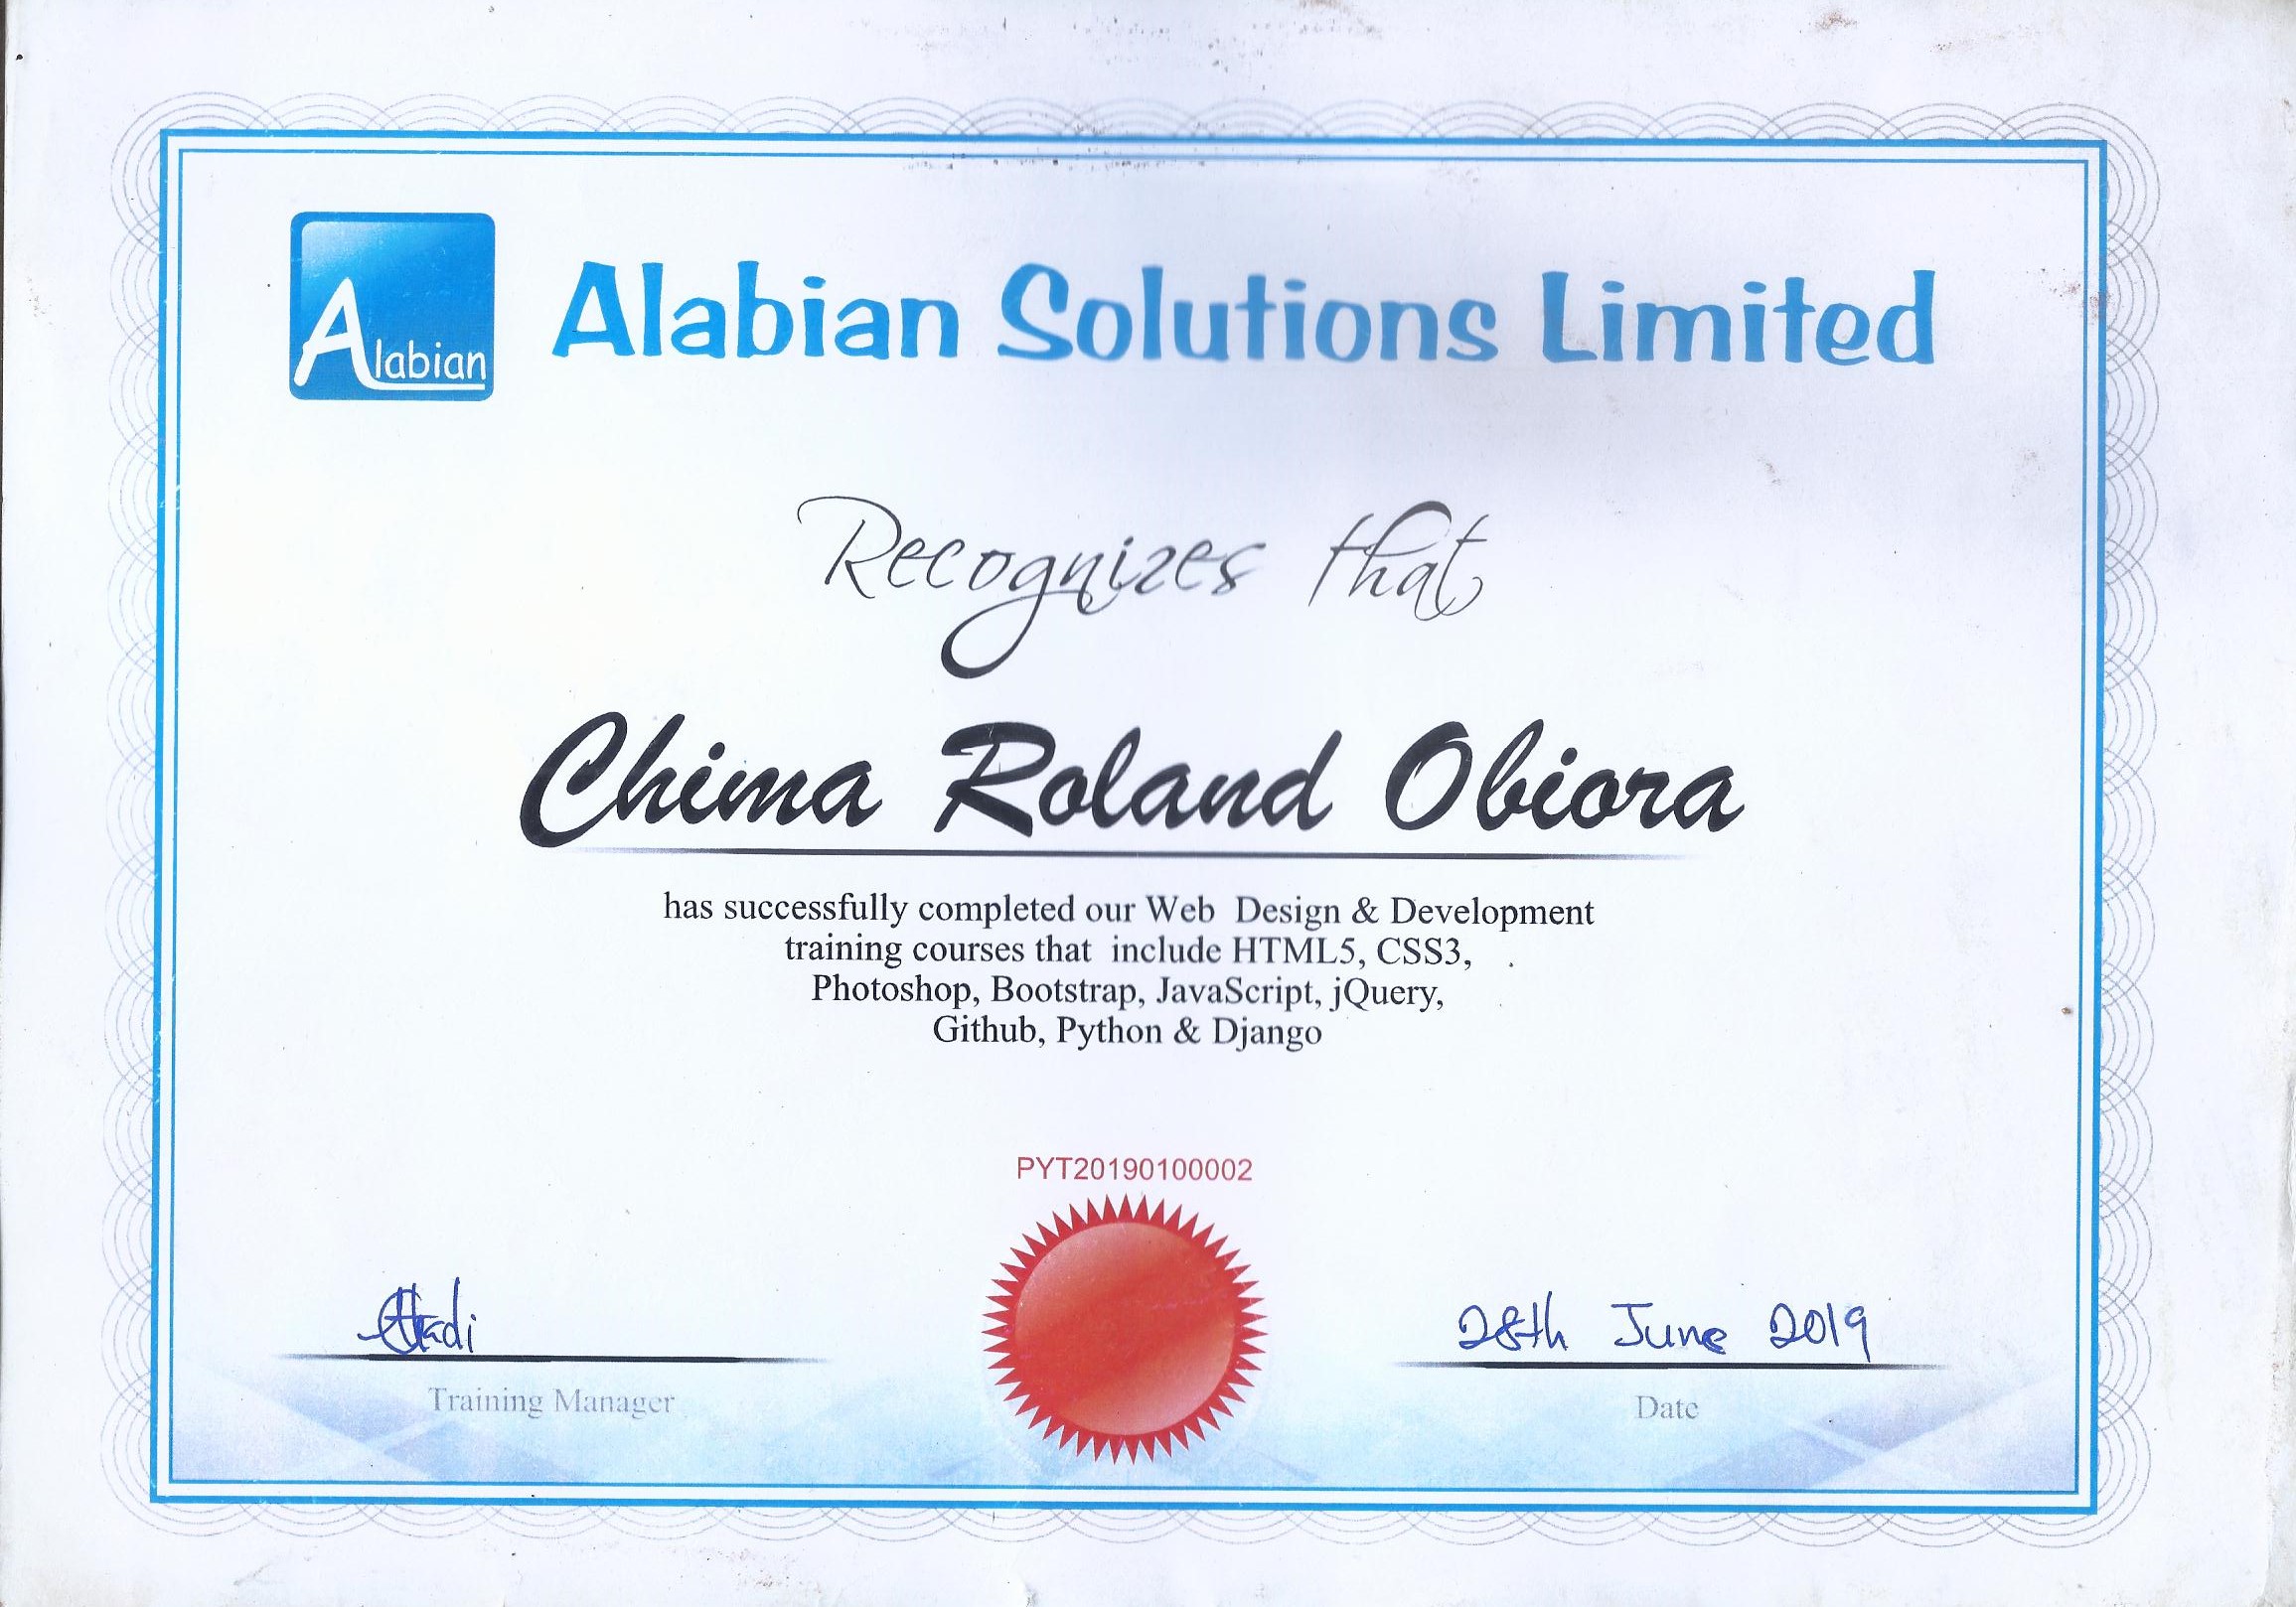 Alabian
Alabian Solutions Limited
Recognizes that
Chima Roland Obiora
has successfully completed our Web Design & Development
training courses that include HTML5, CSS3,
Photoshop, Bootstrap, JavaScript, jQuery,
Github, Python & Django
PYT20190100002
28th June 2019
Training Manager
Date